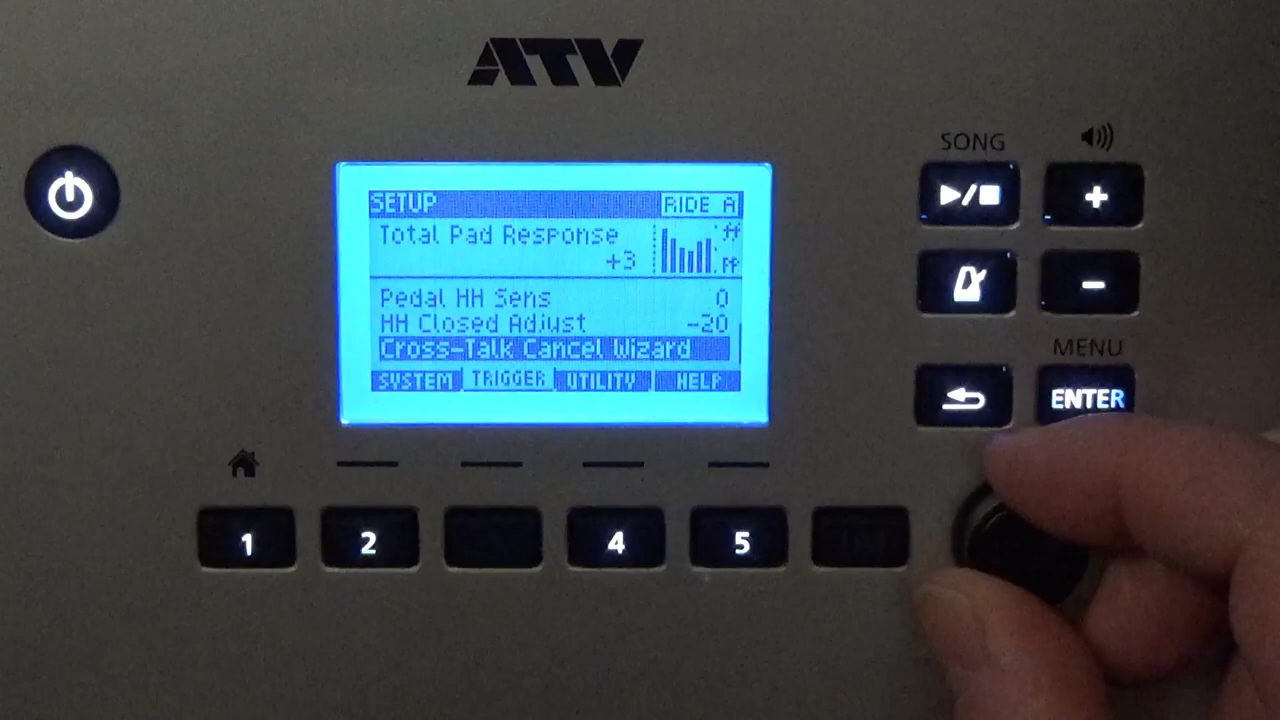 ATV
SONG
SETUP
RIDE A
Total Pad Response
+3
ff
pp
Pedal HH Sens 0
HH Closed Adjust -20
Cross-Talk Cancel Wizard
SYSTEM TRIGGER UTILITY HELP
+
-
MENU
ENTER
1 2 4 5